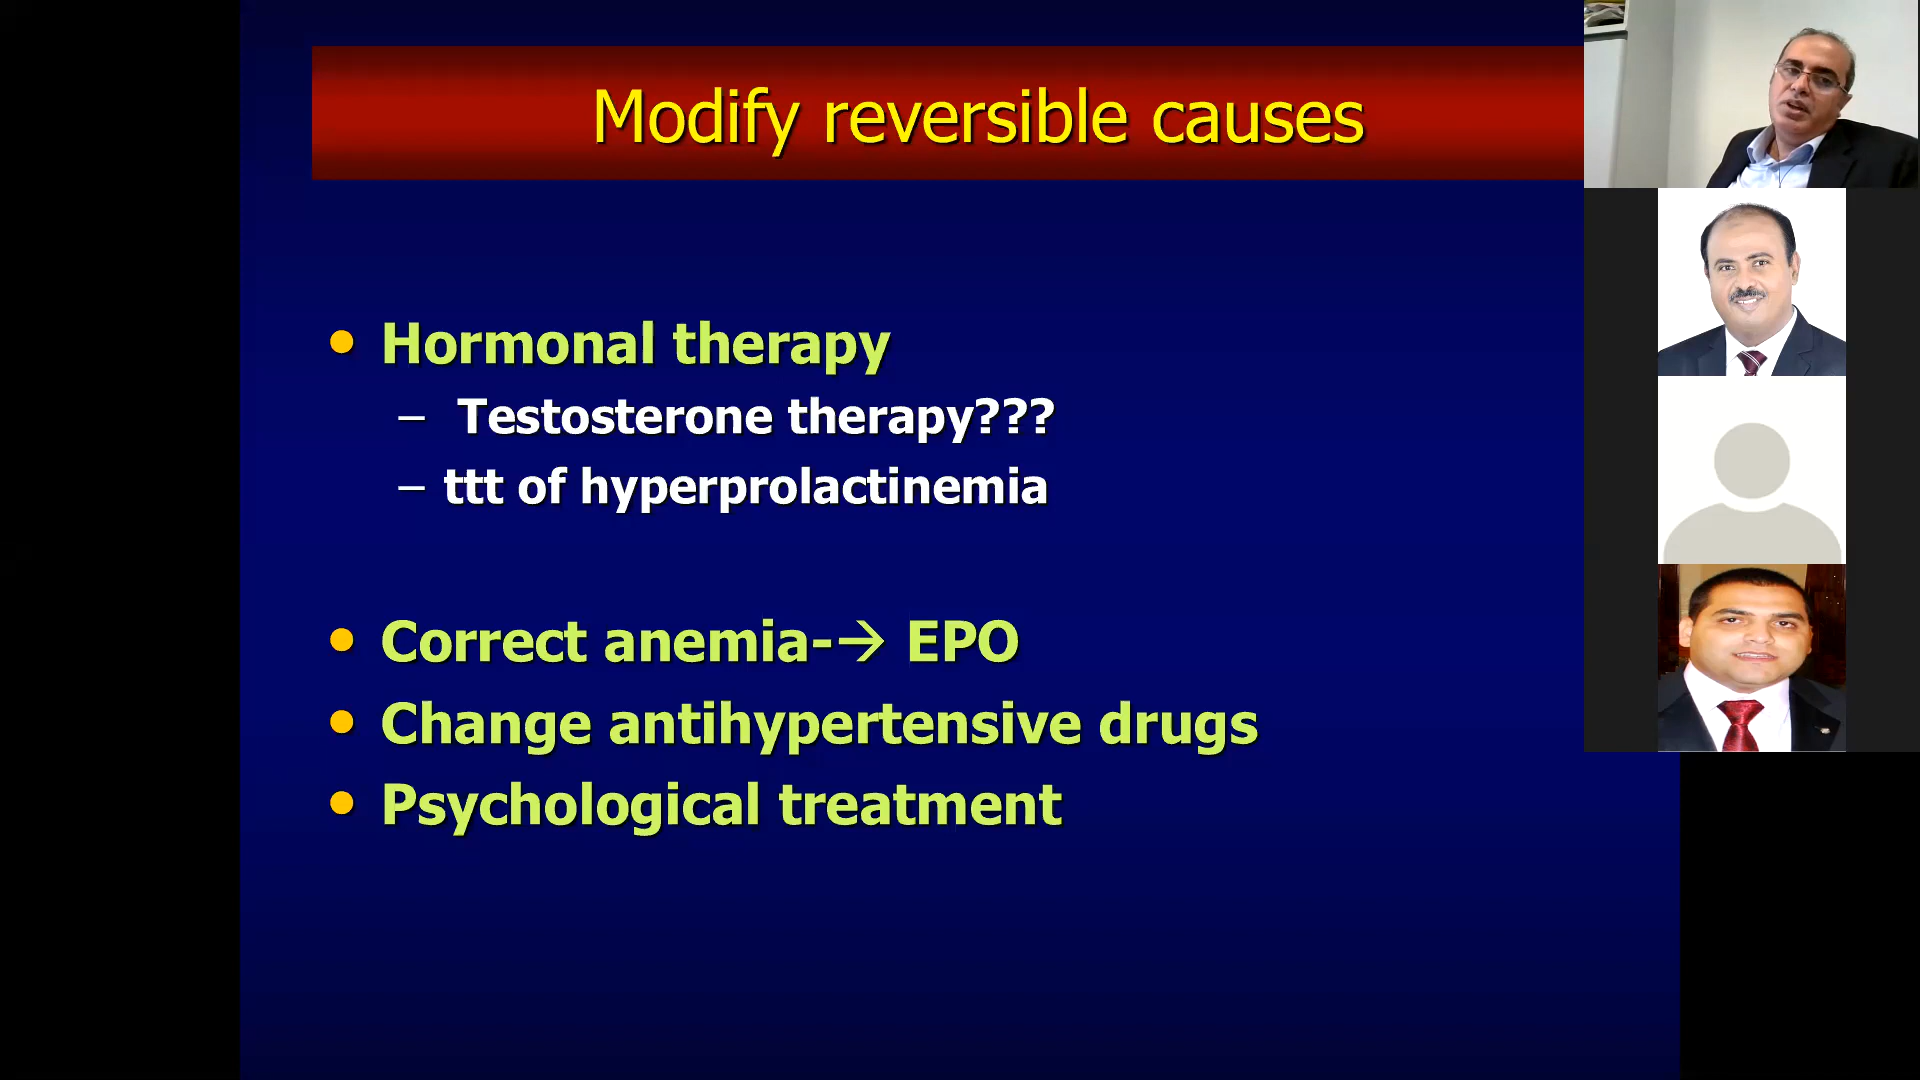 Modify reversible causes
• Hormonal therapy
– Testosterone therapy???
– ttt of hyperprolactinemia
• Correct anemia-→ EPO
• Change antihypertensive drugs
• Psychological treatment